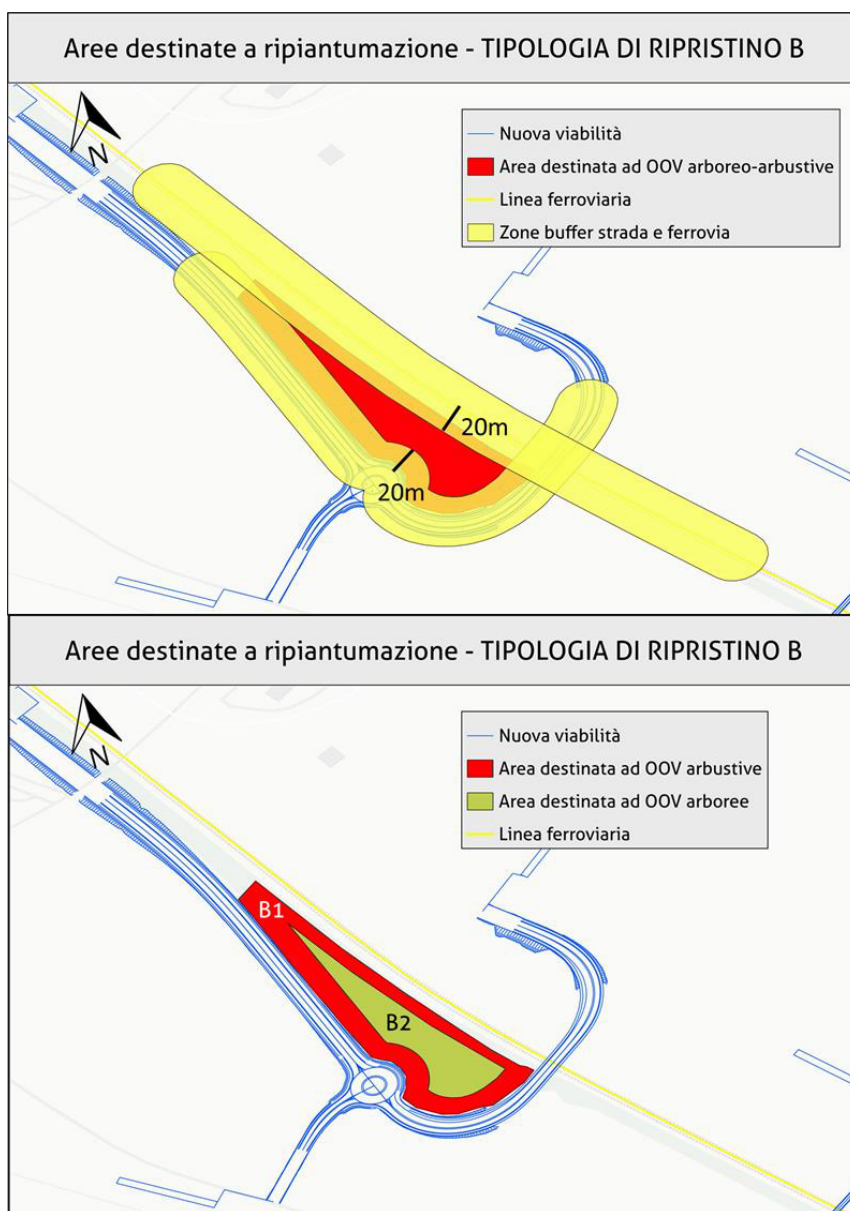 Aree destinate a ripiantumazione - TIPOLOGIA DI RIPRISTINO B
N
Nuova viabilità
Area destinata ad OOV arboreo-arbustive
Linea ferroviaria
Zone buffer strada e ferrovia
20m
20m
Aree destinate a ripiantumazione - TIPOLOGIA DI RIPRISTINO B
N
Nuova viabilità
Area destinata ad OOV arbustive
Area destinata ad OOV arboree
Linea ferroviaria
B1
B2